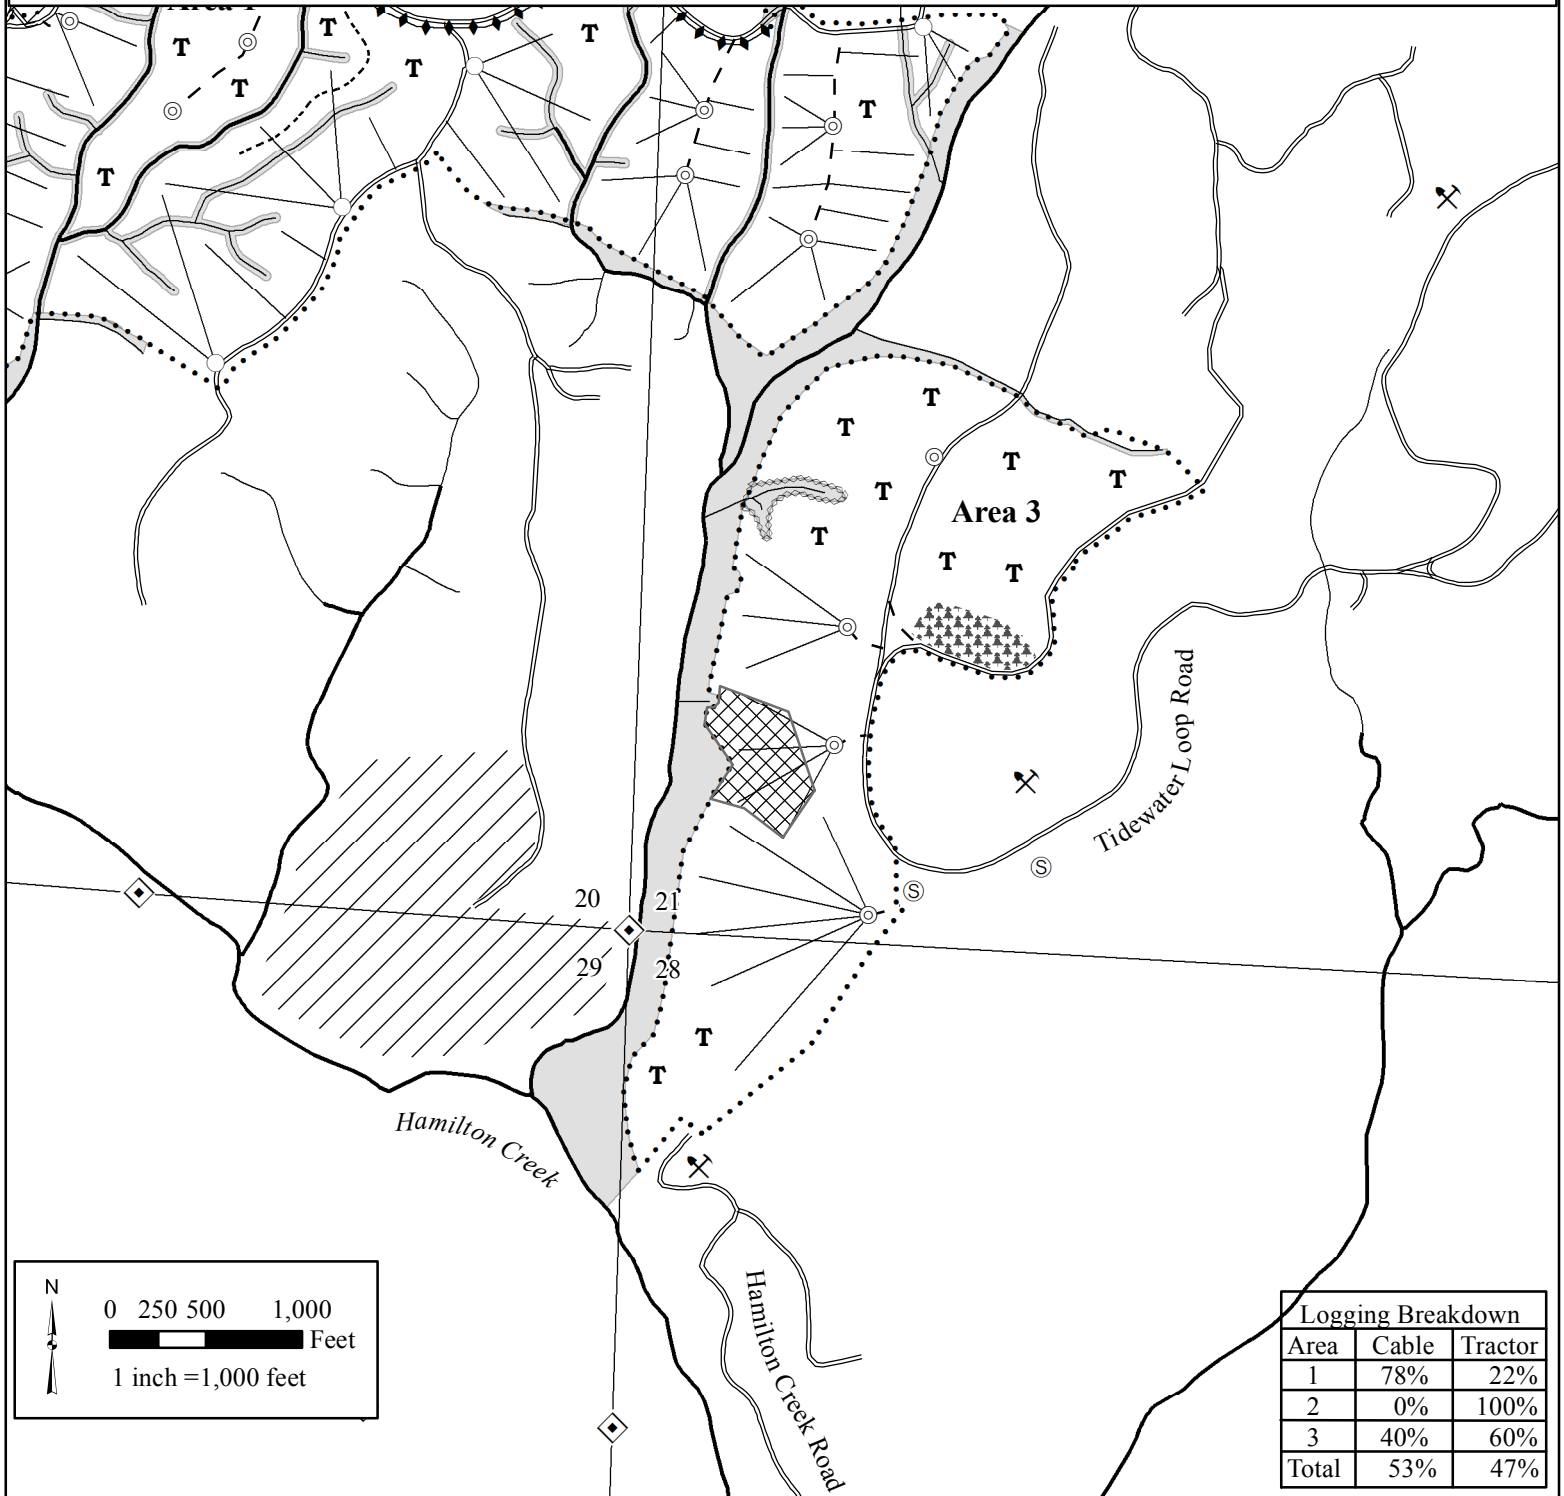 Area 1
T
T
T
T
T
T
T
T
T
T
T
T
T
Area 3
T
T
T
Tidewater Loop Road
S
S
20
21
29
28
T
T
Hamilton Creek
Hamilton Creek Road
N
0 250 500 1,000
Feet
1 inch =1,000 feet
Logging Breakdown
Area Cable Tractor
1 78% 22%
2 0% 100%
3 40% 60%
Total 53% 47%